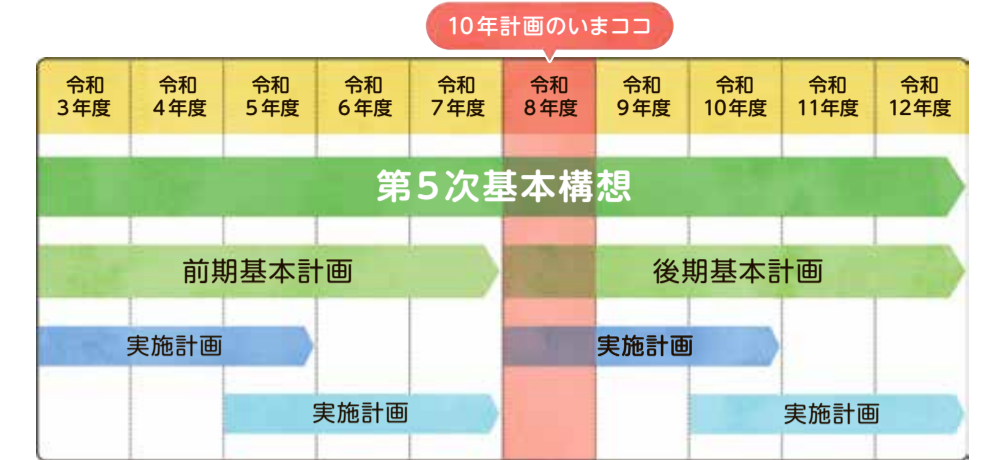 10年計画のいまココ
令和
3年度
令和
4年度
令和
5年度
令和
6年度
令和
7年度
令和
8年度
令和
9年度
令和
10年度
令和
11年度
令和
12年度
第5次基本構想
前期基本計画
後期基本計画
実施計画
実施計画
実施計画
実施計画